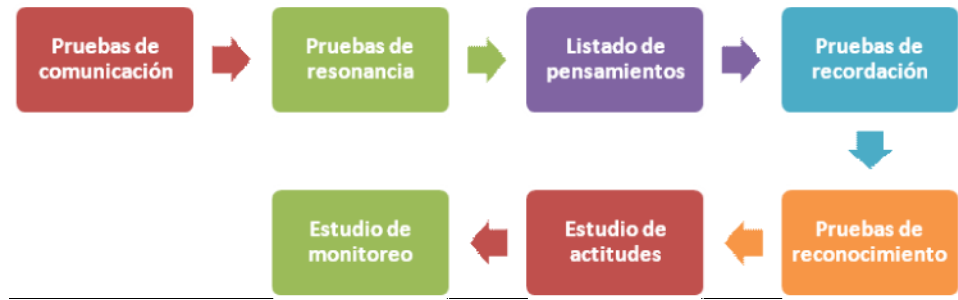 Pruebas de
comunicación
Pruebas de
resonancia
Listado de
pensamientos
Pruebas de
recordación
Pruebas de
reconocimiento
Estudio de
actitudes
Estudio de
monitoreo